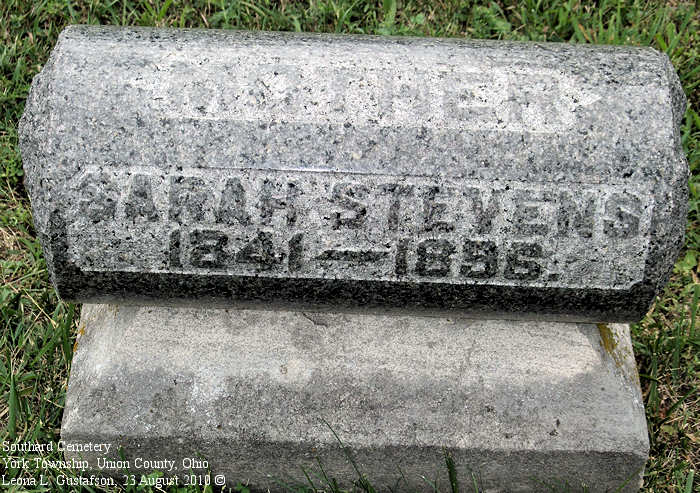 MOTHER
SARAH STEVENS
1841—1896.
Southard Cemetery
York Township, Union County, Ohio
Leona L. Gustafson, 23 August 2010 ©